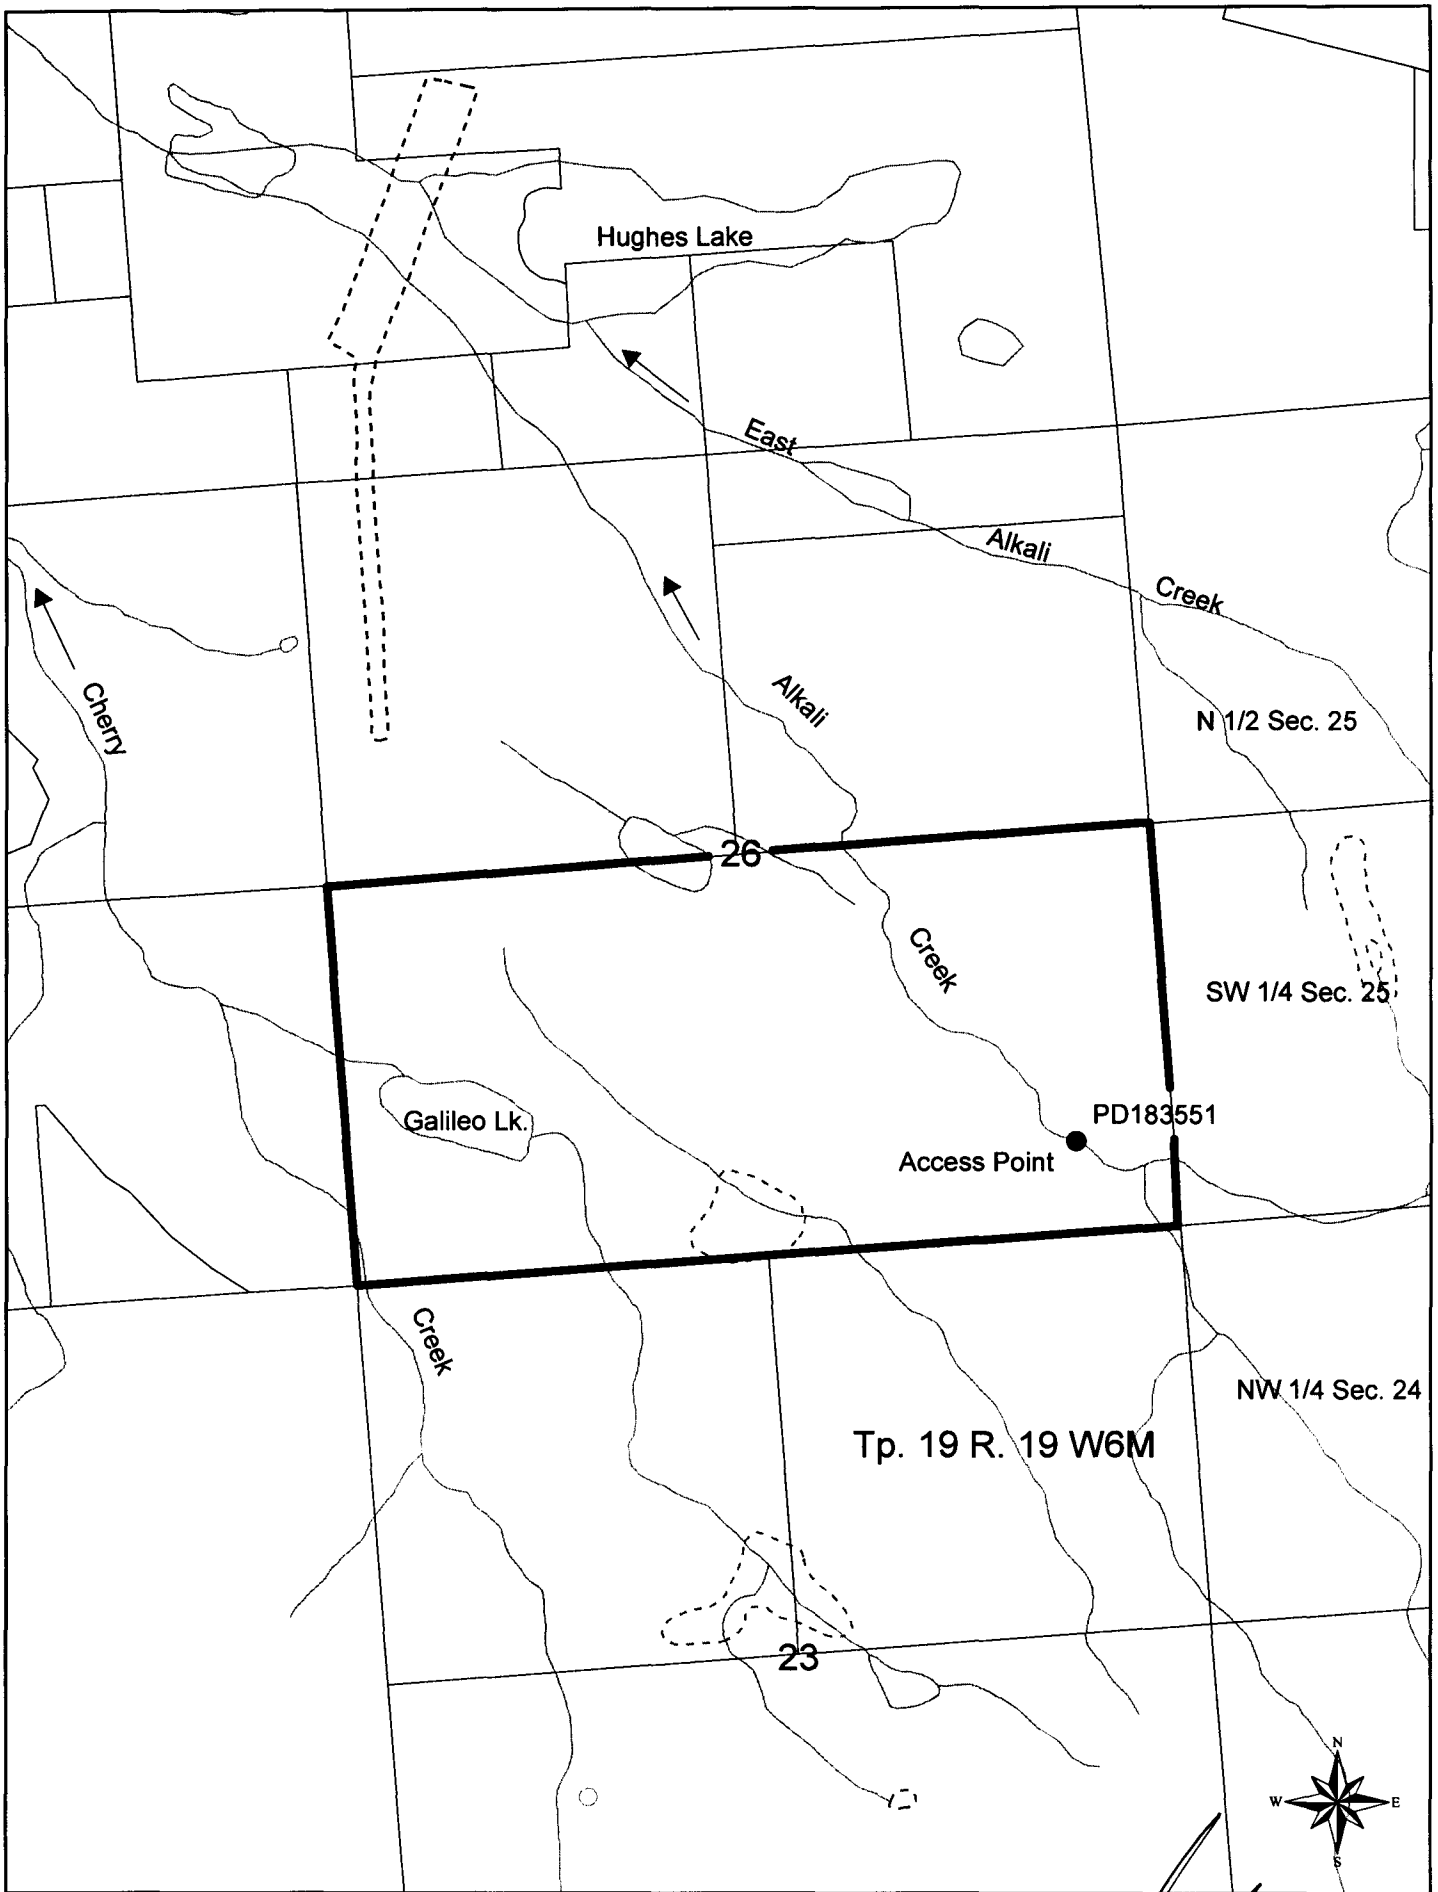 Hughes Lake
East
Alkali
Creek
Cherry
Alkali
N 1/2 Sec. 25
26
Creek
SW 1/4 Sec. 25
Galileo Lk.
PD183551
Access Point
Creek
NW 1/4 Sec. 24
Tp. 19 R. 19 W6M
23
N
W E
S